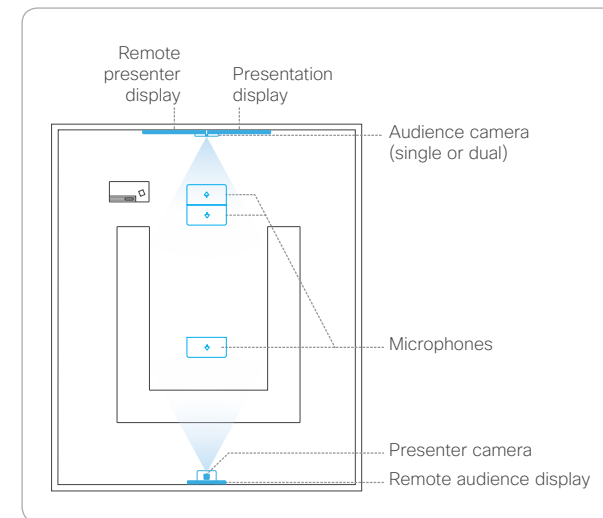 Remote
presenter
display
Presentation
display
Audience camera
(single or dual)
Microphones
Presenter camera
Remote audience display